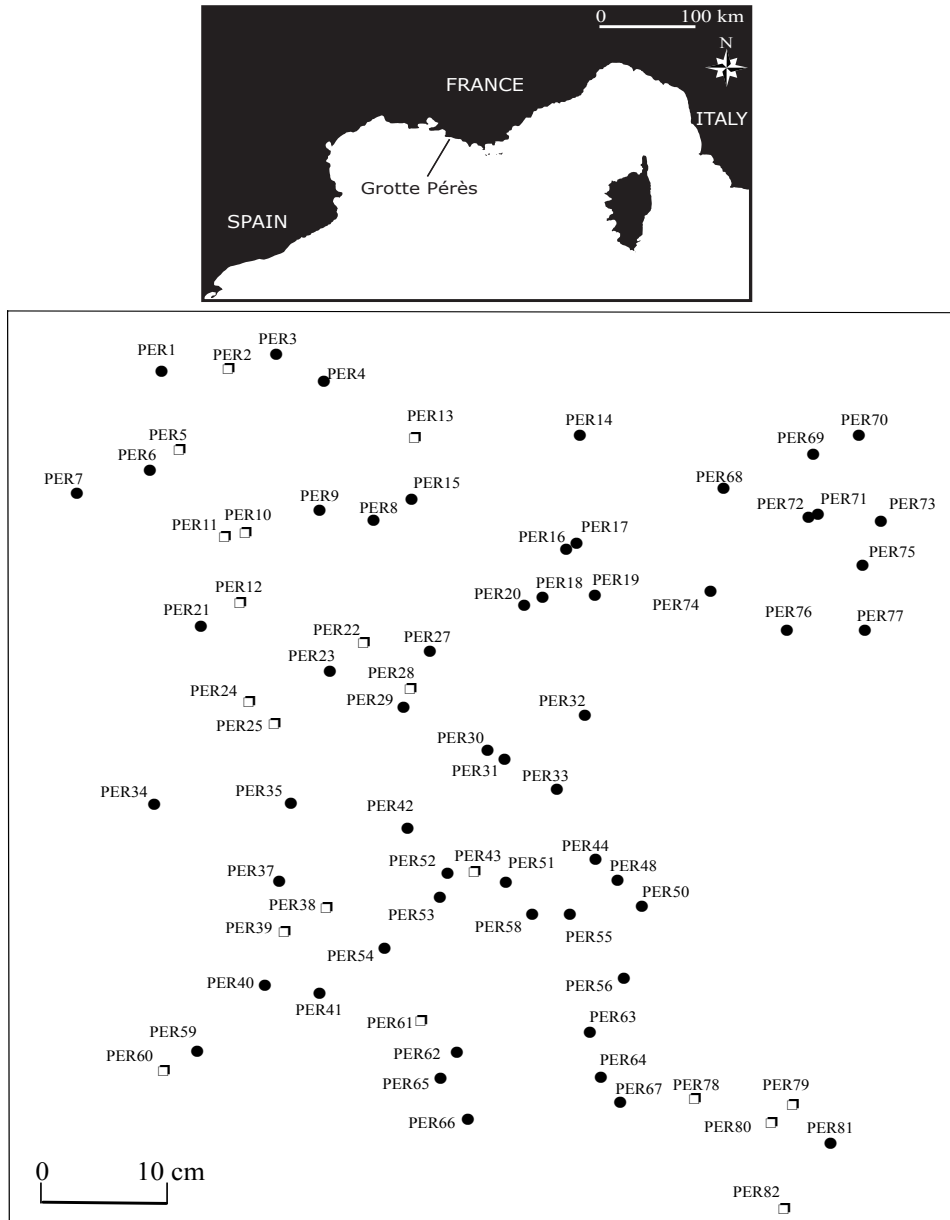 0 100 km
N
FRANCE
ITALY
Grotte Pérès
SPAIN
PER3
PER1 PER2
PER4
PER13 PER14 PER70
PER5 PER69
PER6
PER7 PER68
PER9 PER15
PER11 PER10 PER8 PER72 PER71 PER73
PER16 PER17
PER75
PER12 PER20 PER18 PER19 PER74
PER21 PER76 PER77
PER22 PER27
PER23 PER28
PER24 PER29 PER32
PER25
PER30
PER31
PER33
PER34 PER35
PER42
PER52 PER43 PER51 PER44
PER37 PER48
PER38 PER53 PER50
PER39 PER58 PER55
PER54
PER40 PER56
PER41
PER61 PER63
PER59
PER60 PER62
PER65 PER64
PER67 PER78 PER79
PER66 PER80 PER81
0 10 cm
PER82